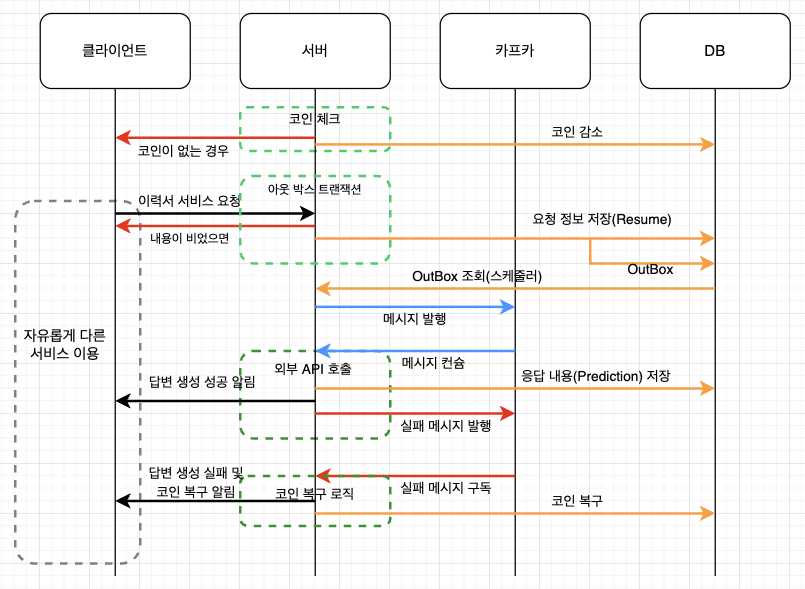 클라이언트
서버
카프카
DB
코인 체크
코인 감소
코인이 없는 경우
아웃 박스 트랜잭션
이력서 서비스 요청
요청 정보 저장(Resume)
내용이 비었으면
OutBox
OutBox 조회(스케줄러)
메시지 발행
자유롭게 다른
서비스 이용
메시지 컨슘
외부 API 호출
응답 내용(Prediction) 저장
답변 생성 성공 알림
실패 메시지 발행
답변 생성 실패 및
코인 복구 알림
실패 메시지 구독
코인 복구 로직
코인 복구